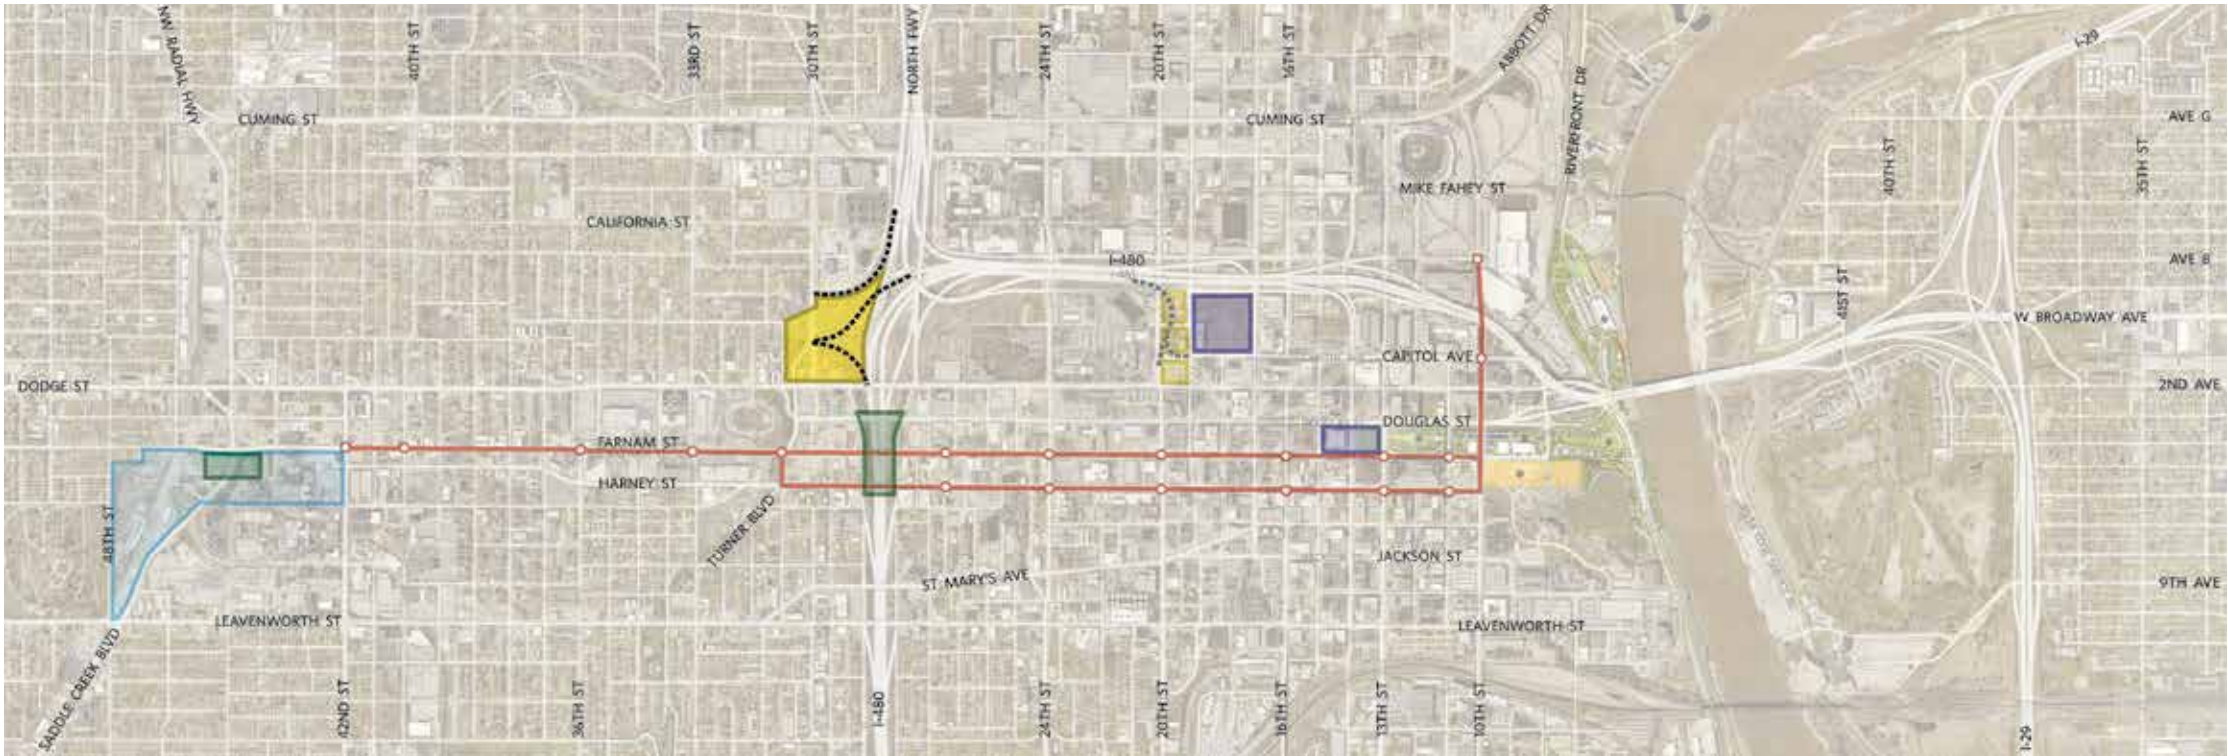 NW RADIAL HWY
40TH ST
33RD ST
30TH ST
NORTH FWY
24TH ST
20TH ST
16TH ST
ABBOTT DR
RIVERFRONT DR
I-29
CUMING ST
CUMING ST
AVE G
40TH ST
35TH ST
MIKE FAHEY ST
CALIFORNIA ST
I-480
AVE B
41ST ST
W BROADWAY AVE
CAPITOL AVE
DODGE ST
2ND AVE
DOUGLAS ST
FARNAM ST
HARNEY ST
48TH ST
TURNER BLVD
JACKSON ST
ST MARY'S AVE
9TH AVE
LEAVENWORTH ST
LEAVENWORTH ST
SADDLE CREEK BLVD
42ND ST
36TH ST
I-480
24TH ST
20TH ST
16TH ST
13TH ST
10TH ST
I-29